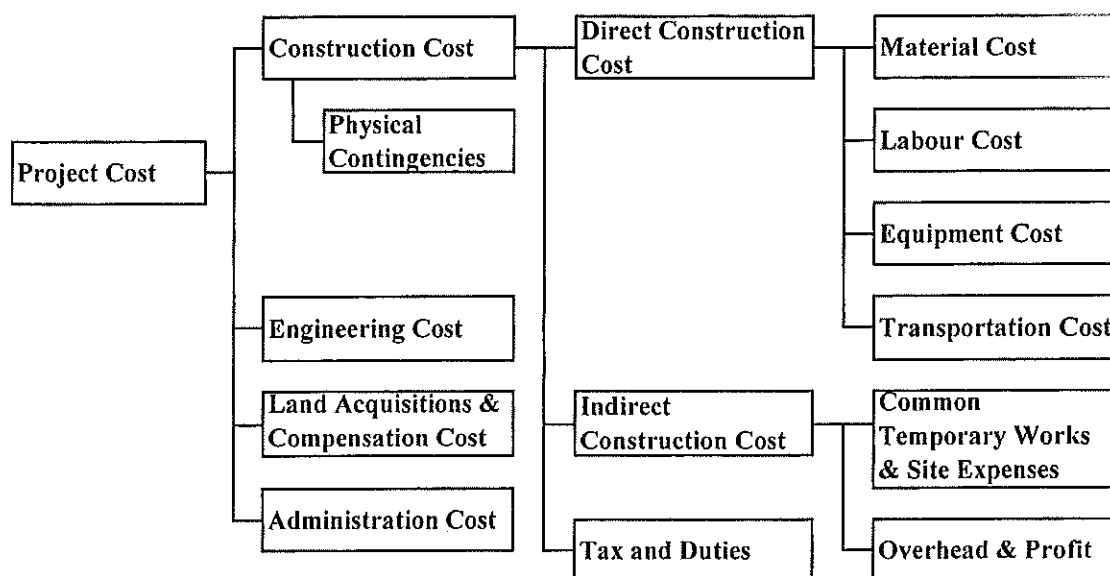 Project Cost
Construction Cost
Physical
Contingencies
Engineering Cost
Land Acquisitions &
Compensation Cost
Administration Cost
Direct Construction
Cost
Indirect
Construction Cost
Tax and Duties
Material Cost
Labour Cost
Equipment Cost
Transportation Cost
Common
Temporary Works
& Site Expenses
Overhead & Profit